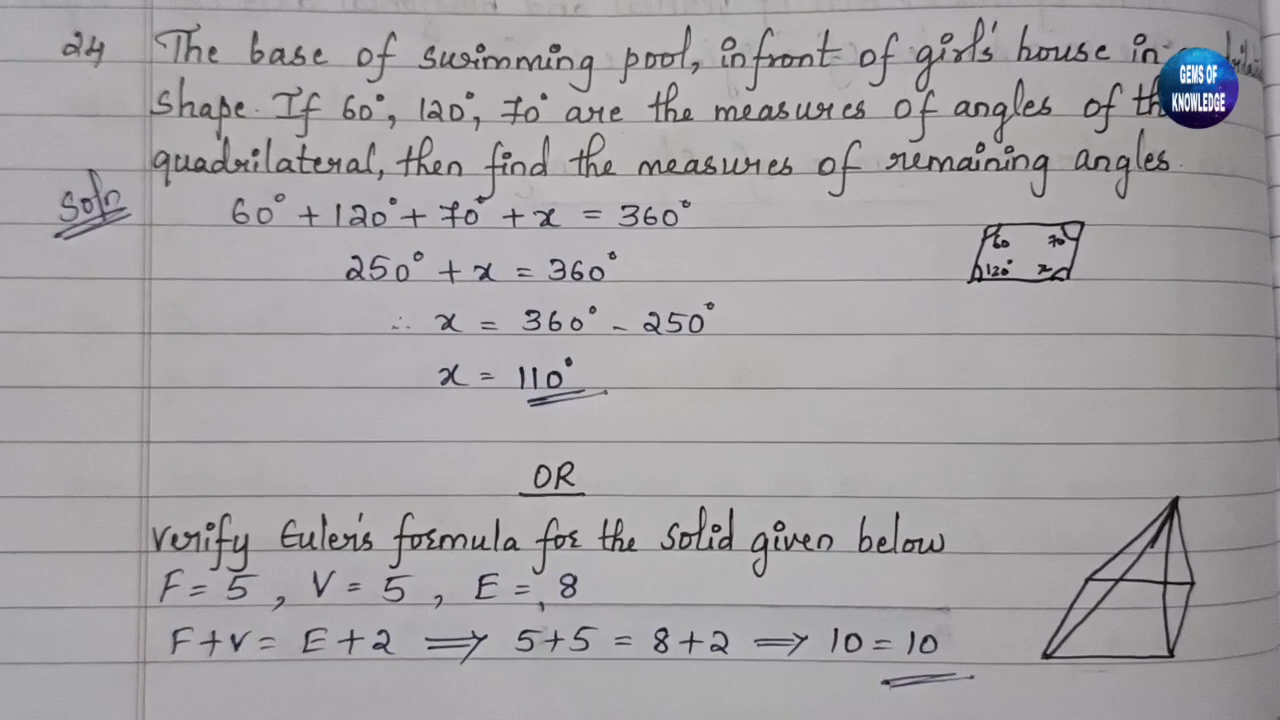 24 The base of swimming pool, infront of girl's house in
GEMS OF
KNOWLEDGE
shape. If 60°, 120°, 70° are the measures of angles of th
quadrilateral, then find the measures of remaining angles.
Soln 60° + 120° + 70° + x = 360°
60 70°
120° x
250° + x = 360°
∴ x = 360° - 250°
x = 110°
OR
Verify Euler's formula for the solid given below
F = 5 , V = 5 , E = 8
F+V = E+2 ⟹ 5+5 = 8+2 ⟹ 10 = 10